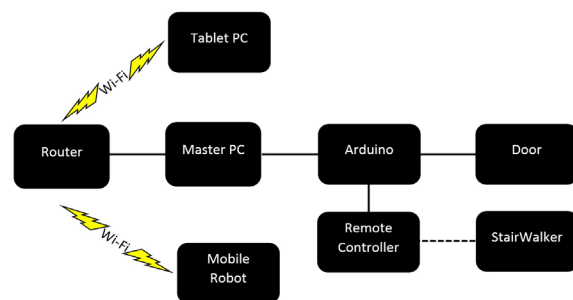 Tablet PC
Wi-Fi
Router
Master PC
Arduino
Door
Wi-Fi
Mobile
Robot
Remote
Controller
StairWalker